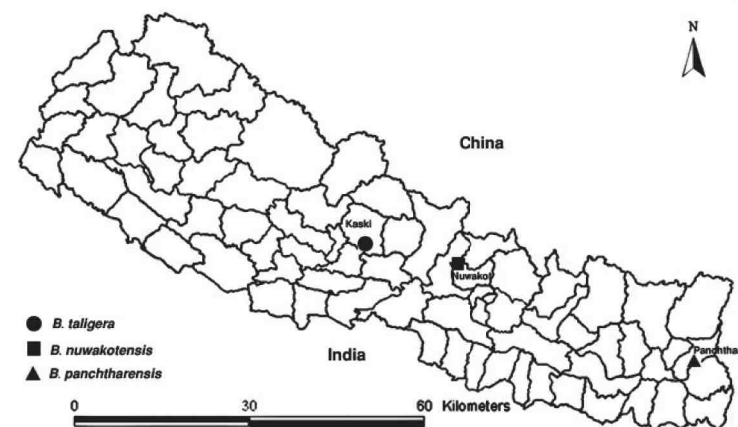 N
China
Kaski
Nuwakot
Panchtha
India
B. taligera
B. nuwakotensis
B. panchtharensis
0 30 60 Kilometers